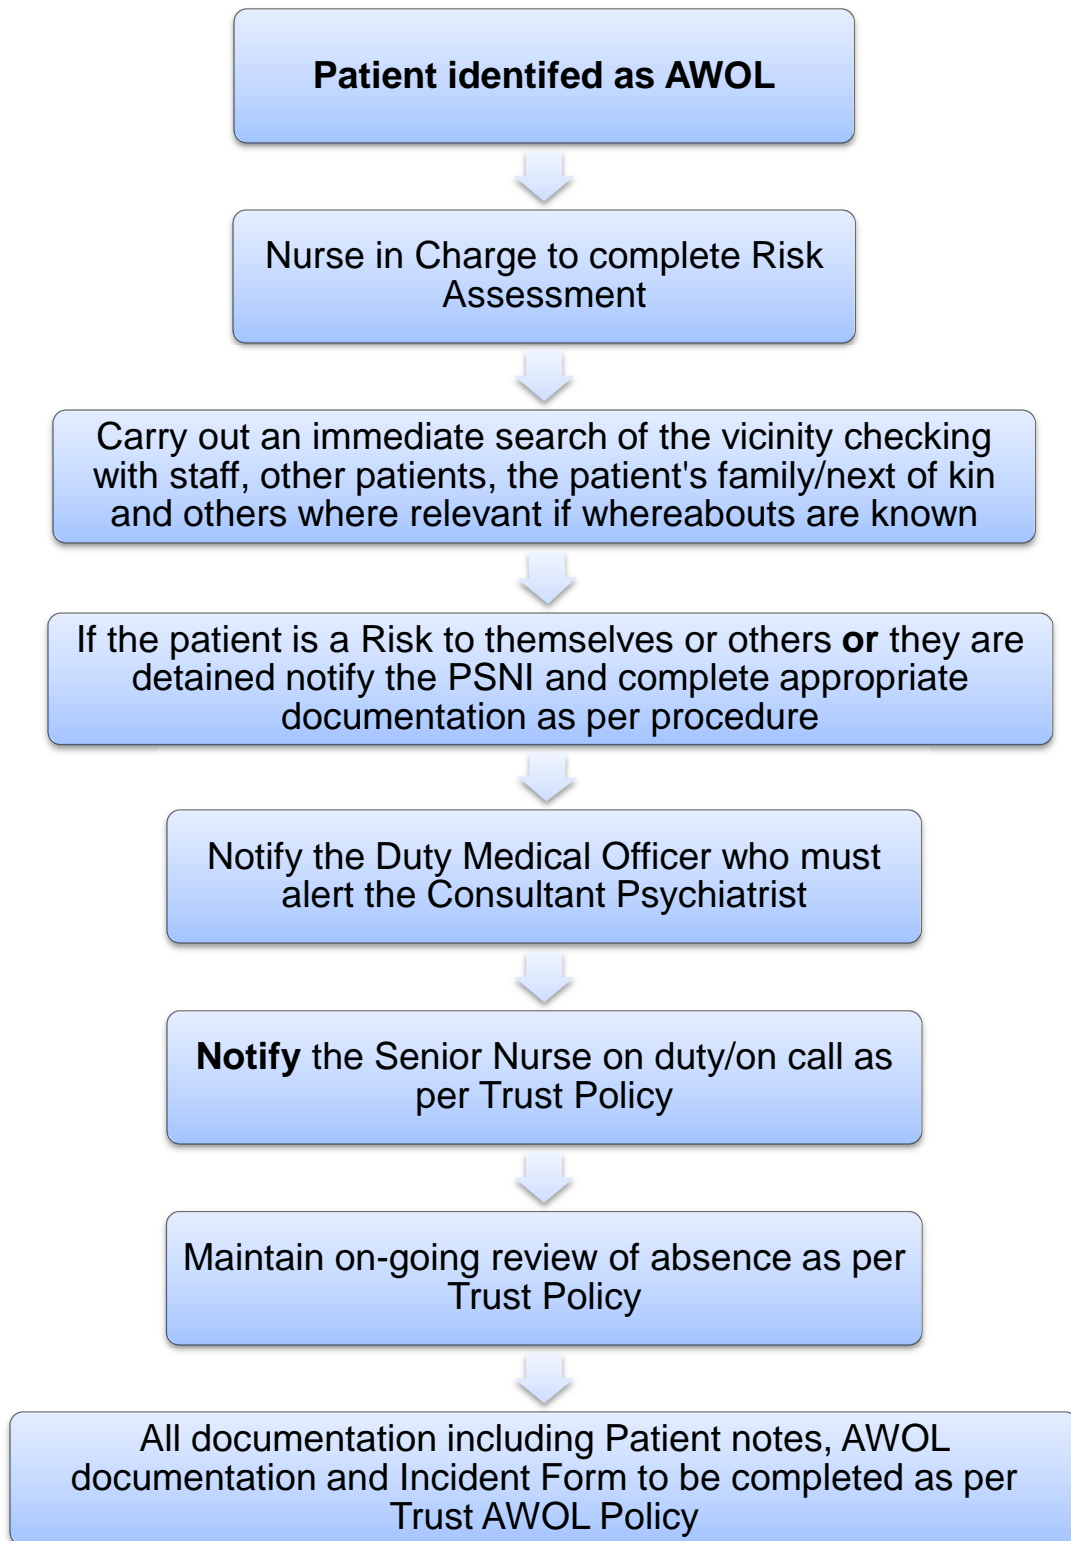 Patient identifed as AWOL
Nurse in Charge to complete Risk
Assessment
Carry out an immediate search of the vicinity checking
with staff, other patients, the patient's family/next of kin
and others where relevant if whereabouts are known
If the patient is a Risk to themselves or others or they are
detained notify the PSNI and complete appropriate
documentation as per procedure
Notify the Duty Medical Officer who must
alert the Consultant Psychiatrist
Notify the Senior Nurse on duty/on call as
per Trust Policy
Maintain on-going review of absence as per
Trust Policy
All documentation including Patient notes, AWOL
documentation and Incident Form to be completed as per
Trust AWOL Policy